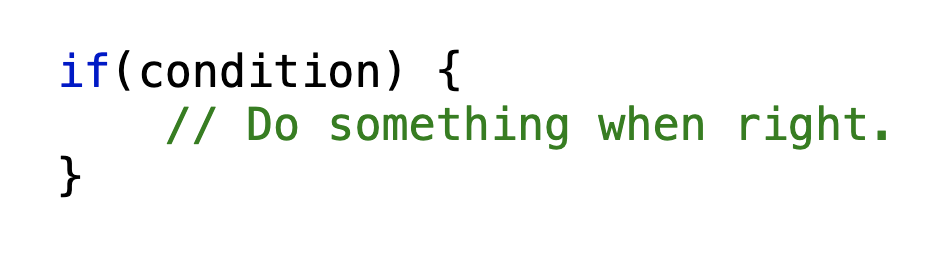 if(condition) {
    // Do something when right.
}